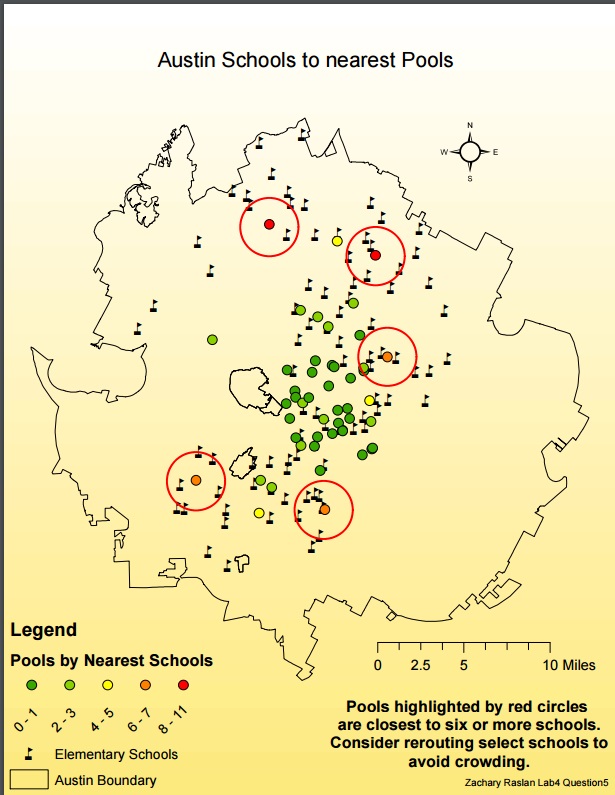 Austin Schools to nearest Pools
N
W E
S
Legend
Pools by Nearest Schools
0 - 1
2 - 3
4 - 5
6 - 7
8 - 11
Elementary Schools
Austin Boundary
0 2.5 5 10 Miles
Pools highlighted by red circles
are closest to six or more schools.
Consider rerouting select schools to
avoid crowding.
Zachary Raslan Lab4 Question5